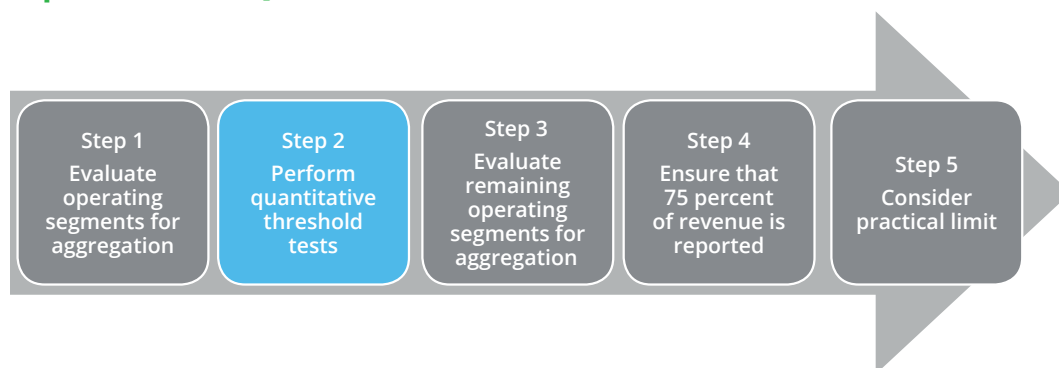 Step 1
Evaluate
operating
segments for
aggregation
Step 2
Perform
quantitative
threshold
tests
Step 3
Evaluate
remaining
operating
segments for
aggregation
Step 4
Ensure that
75 percent
of revenue is
reported
Step 5
Consider
practical limit